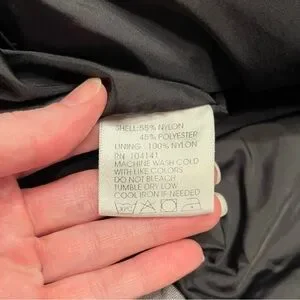 SHELL: 55% NYLON
45% POLYESTER
LINING: 100% NYLON
RN 104141
MACHINE WASH COLD
WITH LIKE COLORS
DO NOT BLEACH
TUMBLE DRY LOW
COOL IRON IF NEEDED